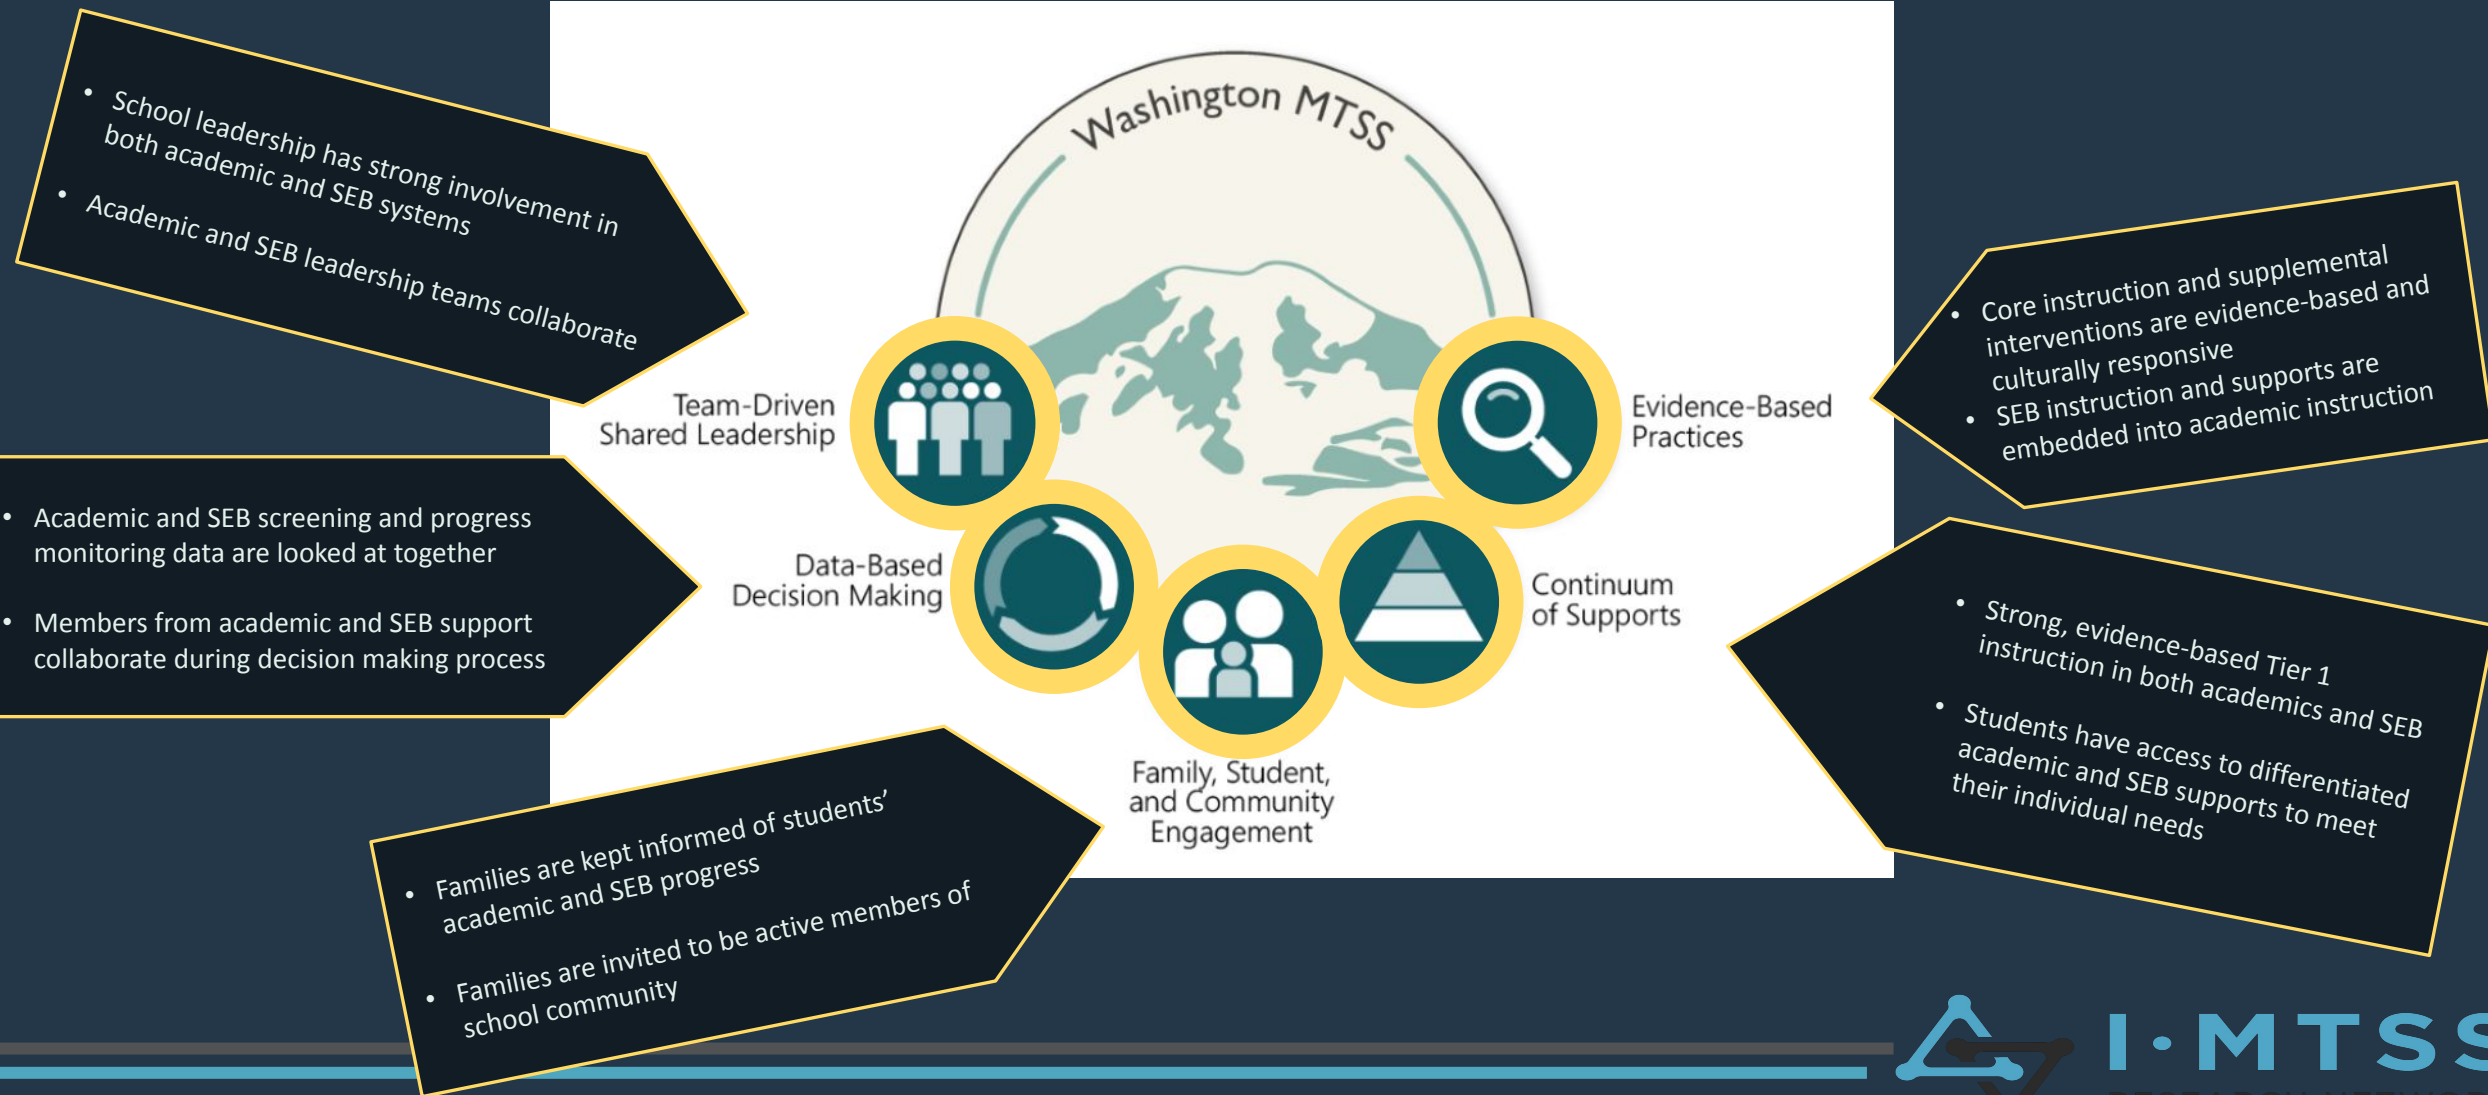 Washington MTSS
• School leadership has strong involvement in
both academic and SEB systems
• Academic and SEB leadership teams collaborate
Team-Driven
Shared Leadership
• Academic and SEB screening and progress
monitoring data are looked at together
• Members from academic and SEB support
collaborate during decision making process
Data-Based
Decision Making
• Families are kept informed of students’
academic and SEB progress
• Families are invited to be active members of
school community
Family, Student,
and Community
Engagement
• Core instruction and supplemental
interventions are evidence-based and
culturally responsive
• SEB instruction and supports are
embedded into academic instruction
Evidence-Based
Practices
• Strong, evidence-based Tier 1
instruction in both academics and SEB
• Students have access to differentiated
academic and SEB supports to meet
their individual needs
Continuum
of Supports
I·MTSS